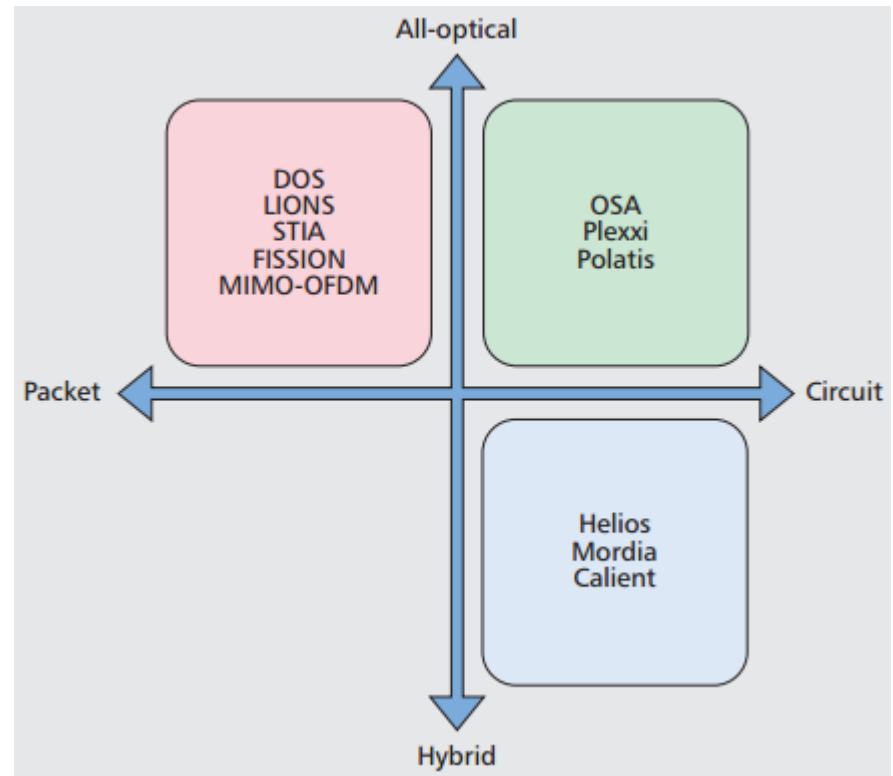 All-optical
DOS
LIONS
STIA
FISSION
MIMO-OFDM
OSA
Plexxi
Polatis
Packet
Circuit
Helios
Mordia
Calient
Hybrid